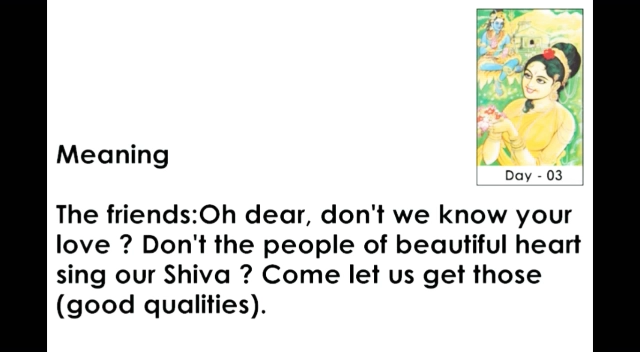 Day - 03
Meaning
The friends:Oh dear, don't we know your
love ? Don't the people of beautiful heart
sing our Shiva ? Come let us get those
(good qualities).